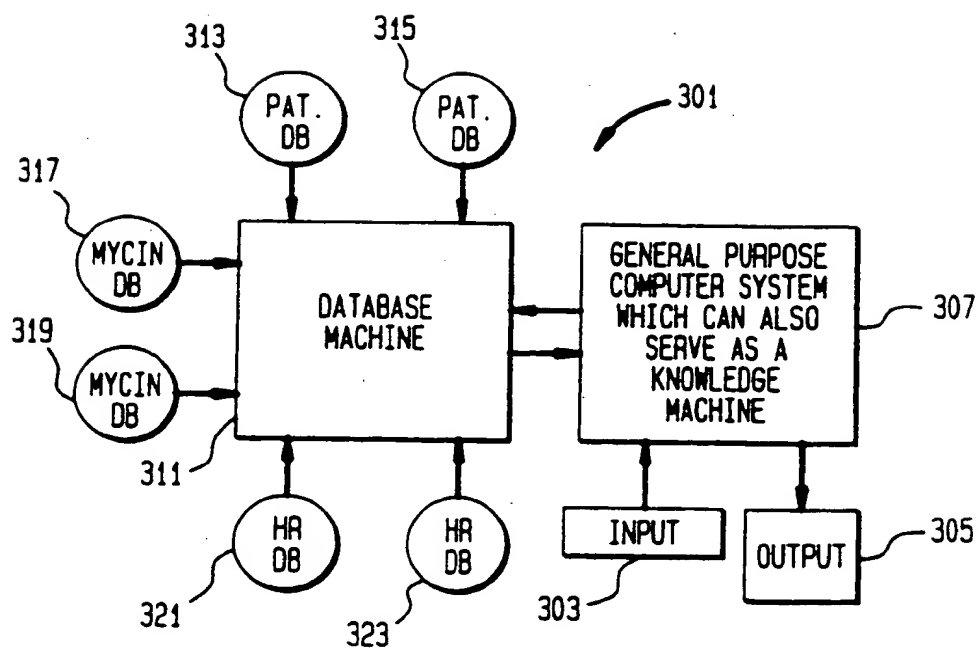 313
315
301
PAT.
DB
PAT.
DB
317
MYCIN
DB
DATABASE
MACHINE
GENERAL PURPOSE
COMPUTER SYSTEM
WHICH CAN ALSO
SERVE AS A
KNOWLEDGE
MACHINE
307
319
MYCIN
DB
311
HR
DB
HR
DB
INPUT
OUTPUT
305
321
323
303